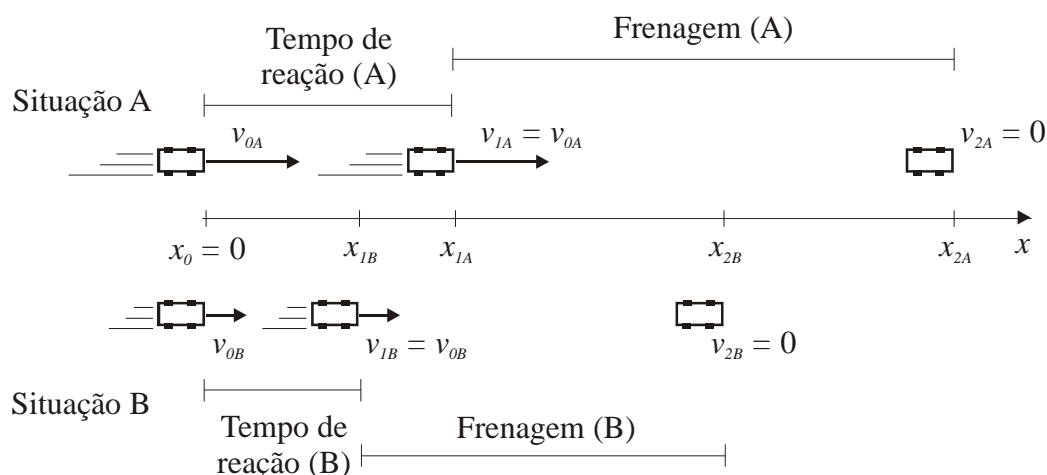 Tempo de
reação (A)
Frenagem (A)
Situação A
v0A
v1A = v0A
v2A = 0
x0 = 0
x1B
x1A
x2B
x2A
x
v0B
v1B = v0B
v2B = 0
Situação B
Tempo de
reação (B)
Frenagem (B)